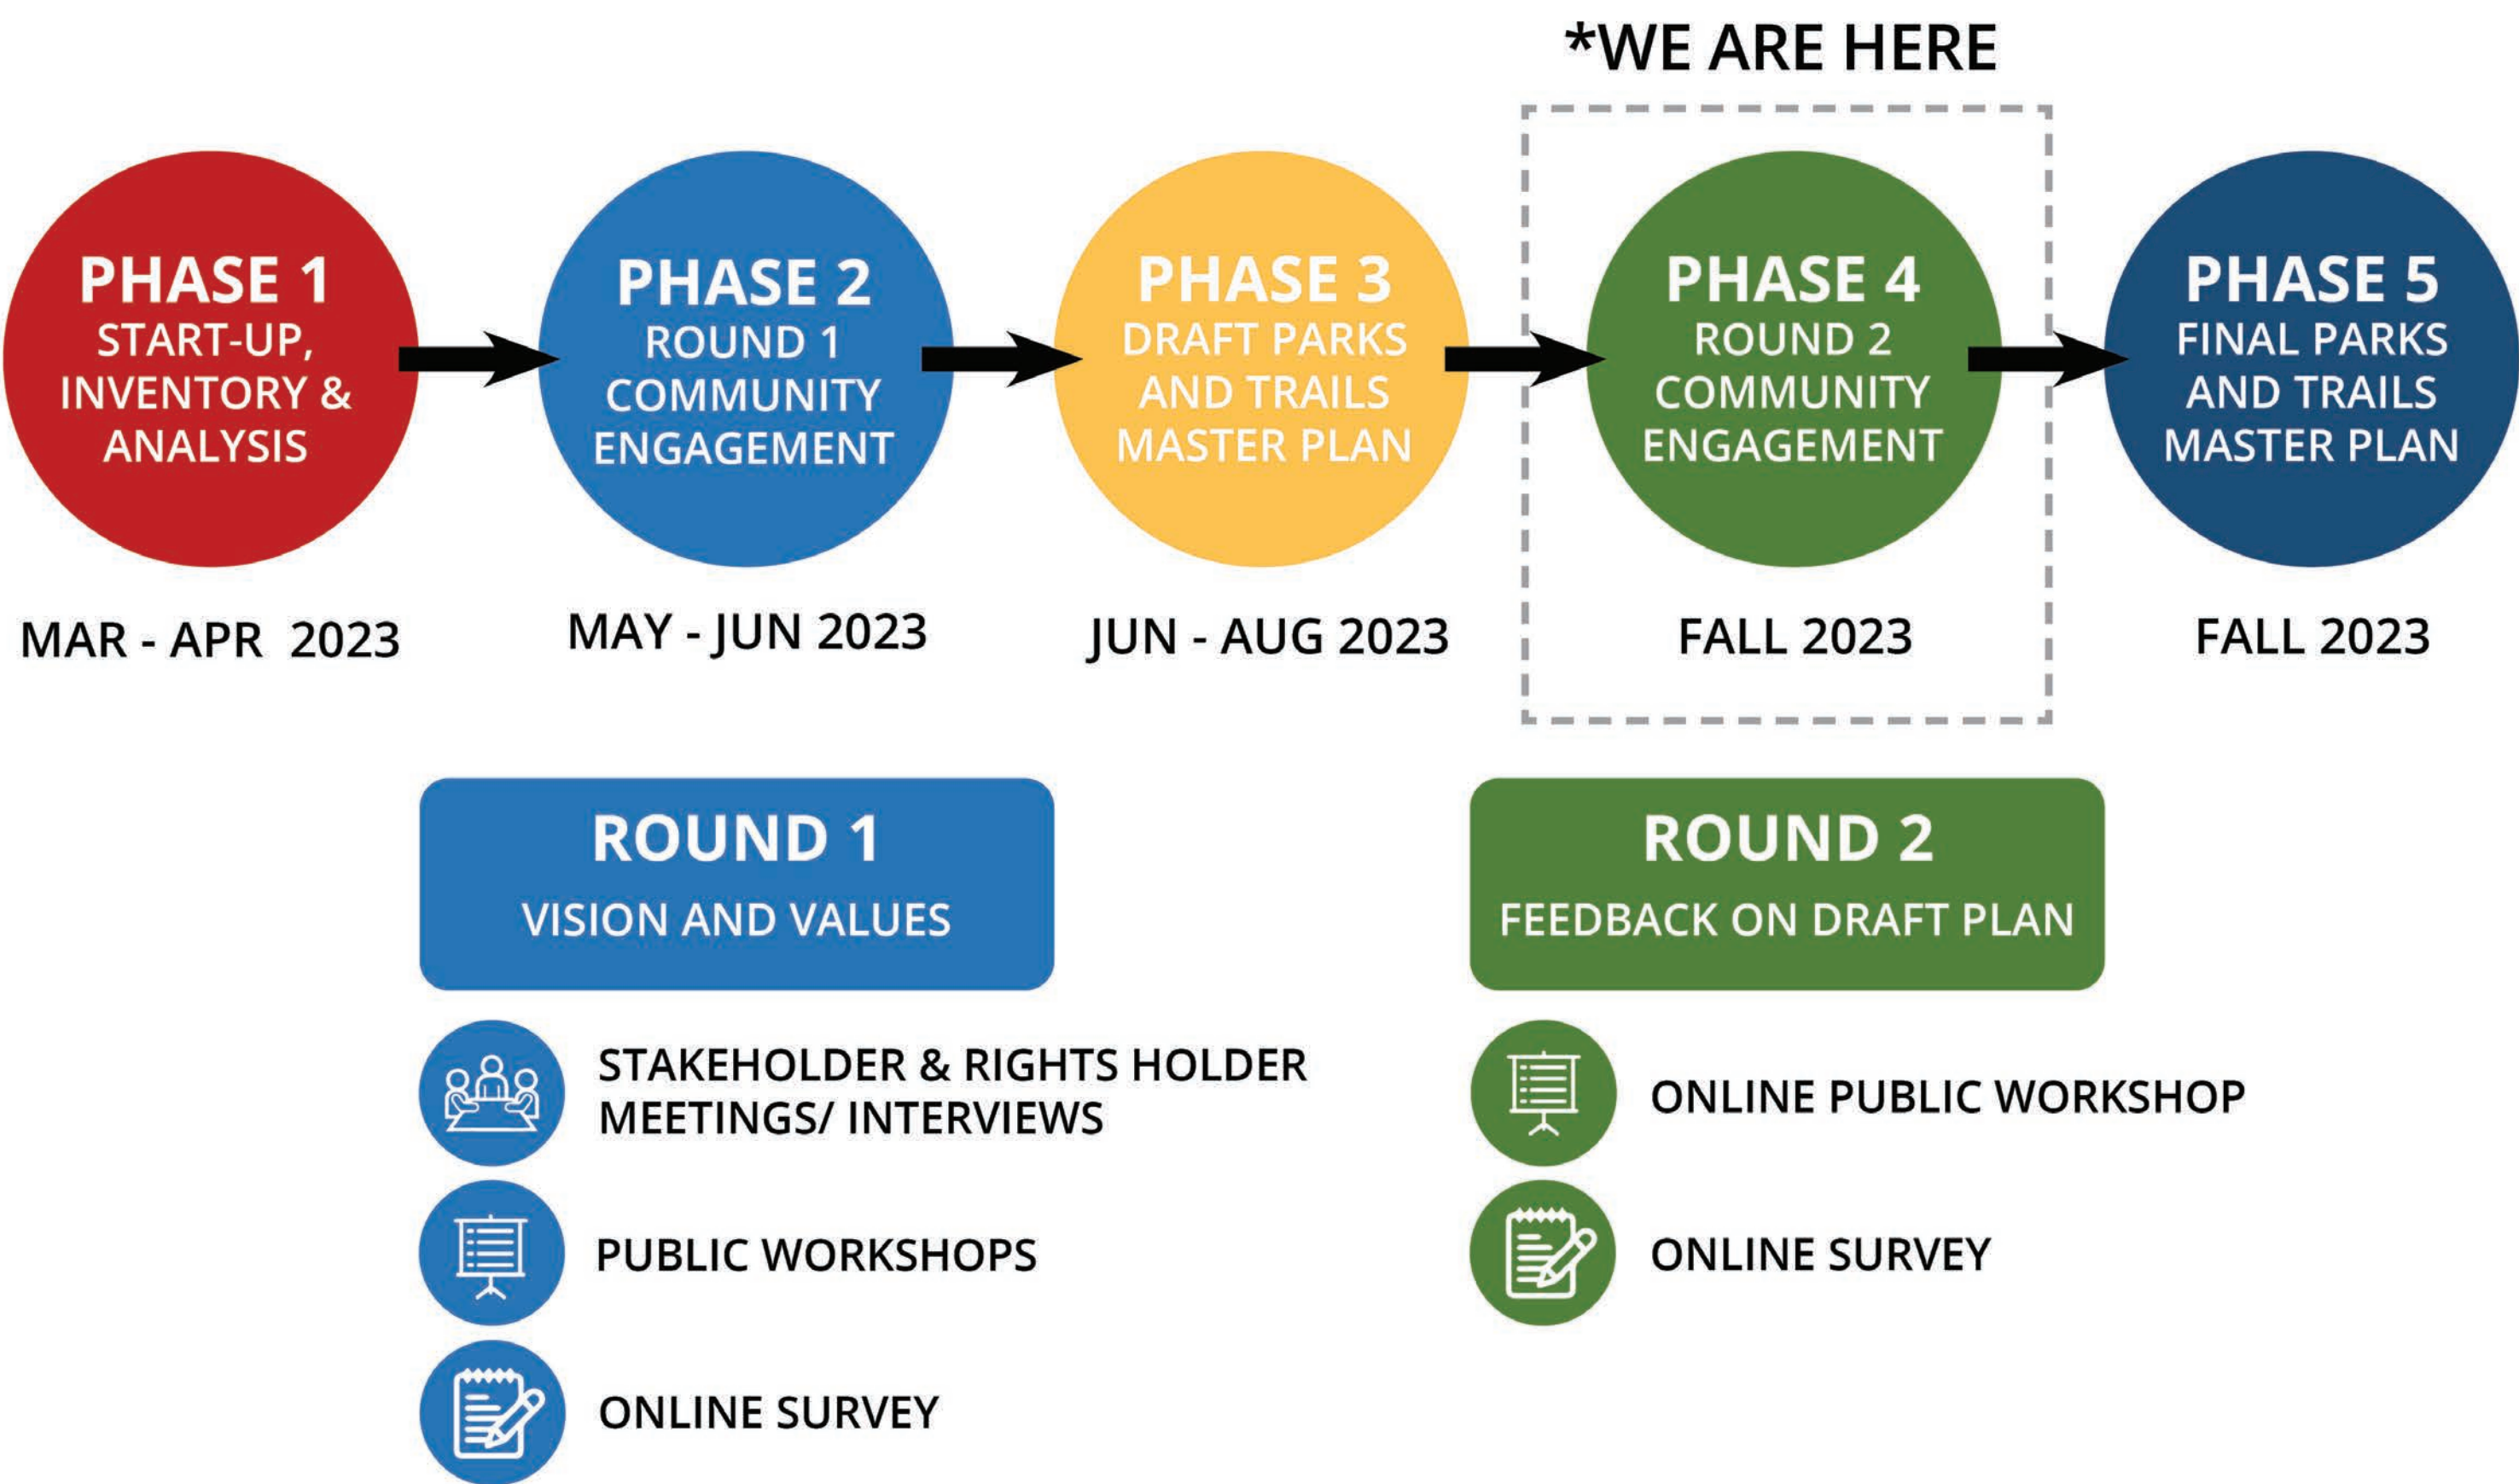 *WE ARE HERE
PHASE 1
START-UP,
INVENTORY &
ANALYSIS
MAR - APR 2023
PHASE 2
ROUND 1
COMMUNITY
ENGAGEMENT
MAY - JUN 2023
PHASE 3
DRAFT PARKS
AND TRAILS
MASTER PLAN
JUN - AUG 2023
PHASE 4
ROUND 2
COMMUNITY
ENGAGEMENT
FALL 2023
PHASE 5
FINAL PARKS
AND TRAILS
MASTER PLAN
FALL 2023
ROUND 1
VISION AND VALUES
STAKEHOLDER & RIGHTS HOLDER
MEETINGS/ INTERVIEWS
PUBLIC WORKSHOPS
ONLINE SURVEY
ROUND 2
FEEDBACK ON DRAFT PLAN
ONLINE PUBLIC WORKSHOP
ONLINE SURVEY